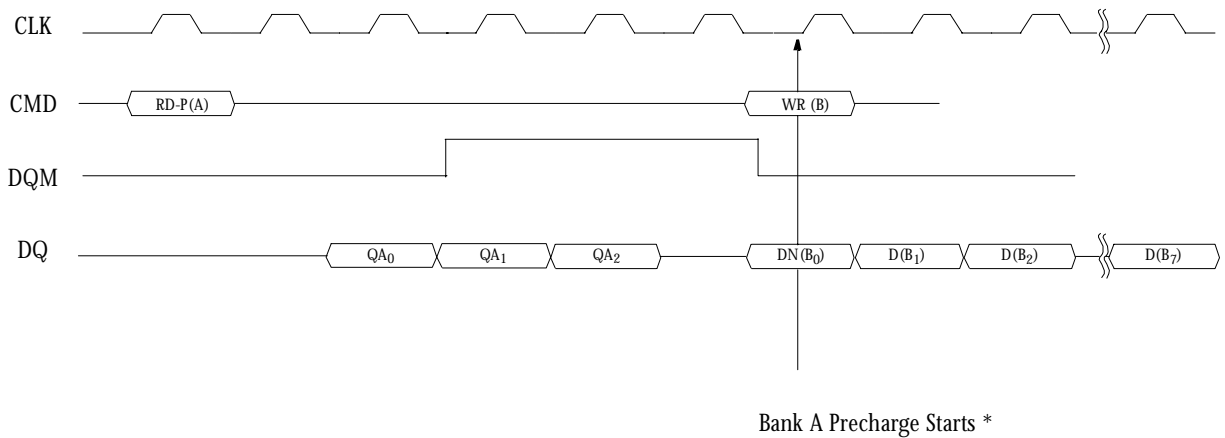 CLK
CMD RD-P(A) WR (B)
DQM
DQ QA0 QA1 QA2 DN(B0) D(B1) D(B2) D(B7)
Bank A Precharge Starts *